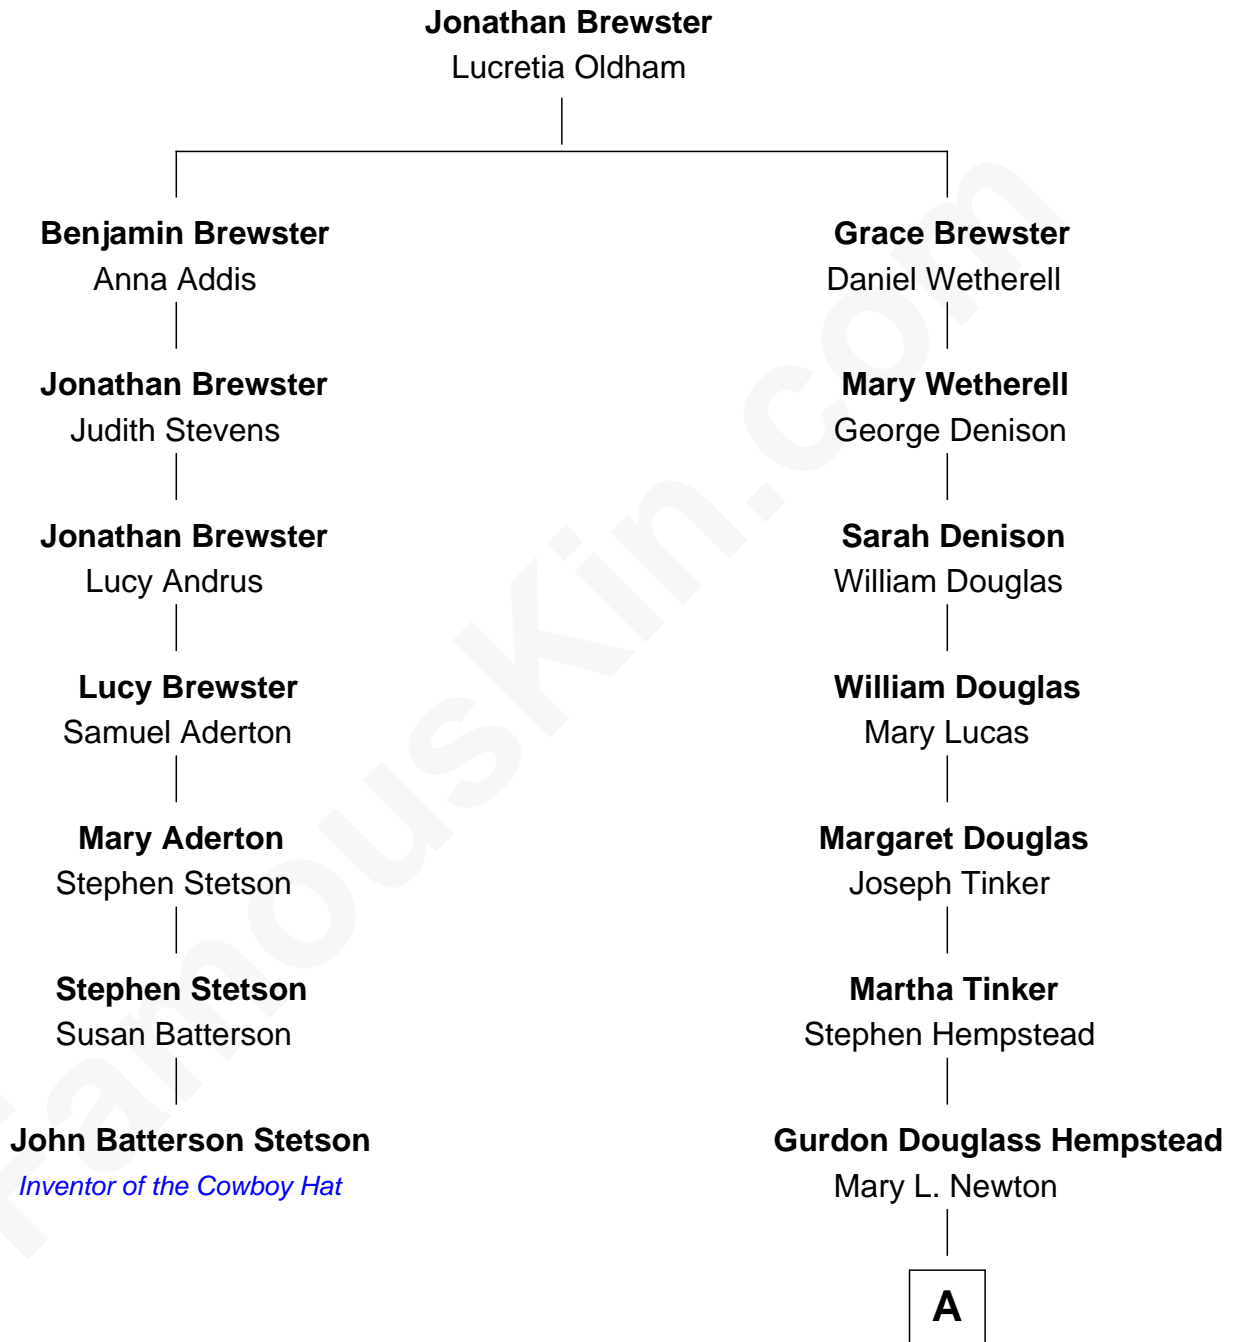 Jonathan Brewster
Lucretia Oldham
Benjamin Brewster
Anna Addis
Grace Brewster
Daniel Wetherell
Jonathan Brewster
Judith Stevens
Mary Wetherell
George Denison
Jonathan Brewster
Lucy Andrus
Sarah Denison
William Douglas
Lucy Brewster
Samuel Aderton
William Douglas
Mary Lucas
Mary Aderton
Stephen Stetson
Margaret Douglas
Joseph Tinker
Stephen Stetson
Susan Batterson
Martha Tinker
Stephen Hempstead
John Batterson Stetson
Inventor of the Cowboy Hat
Gurdon Douglass Hempstead
Mary L. Newton
A
FamousKin.com